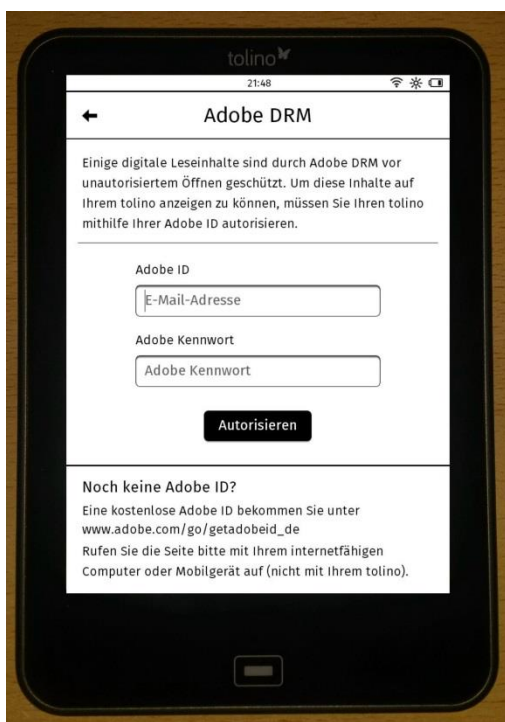 tolino
21:48
Adobe DRM
Einige digitale Leseinhalte sind durch Adobe DRM vor
unautorisiertem Öffnen geschützt. Um diese Inhalte auf
Ihrem tolino anzeigen zu können, müssen Sie Ihren tolino
mithilfe Ihrer Adobe ID autorisieren.
Adobe ID
E-Mail-Adresse
Adobe Kennwort
Adobe Kennwort
Autorisieren
Noch keine Adobe ID?
Eine kostenlose Adobe ID bekommen Sie unter
www.adobe.com/go/getadobeid_de
Rufen Sie die Seite bitte mit Ihrem internetfähigen
Computer oder Mobilgerät auf (nicht mit Ihrem tolino).